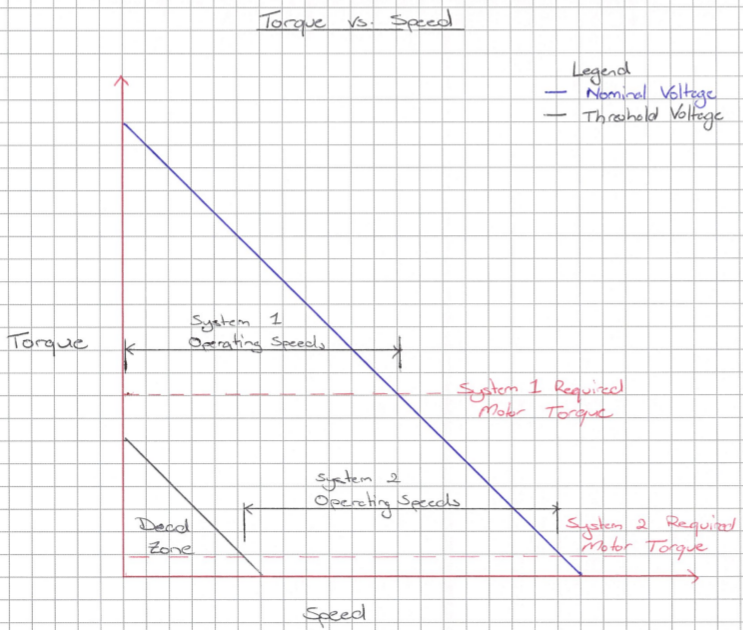 Torque vs. Speed
Legend
Nominal Voltage
Threshold Voltage
System 1
Operating Speeds
Torque
System 1 Required
Motor Torque
System 2
Operating Speeds
Dead
Zone
System 2 Required
Motor Torque
Speed